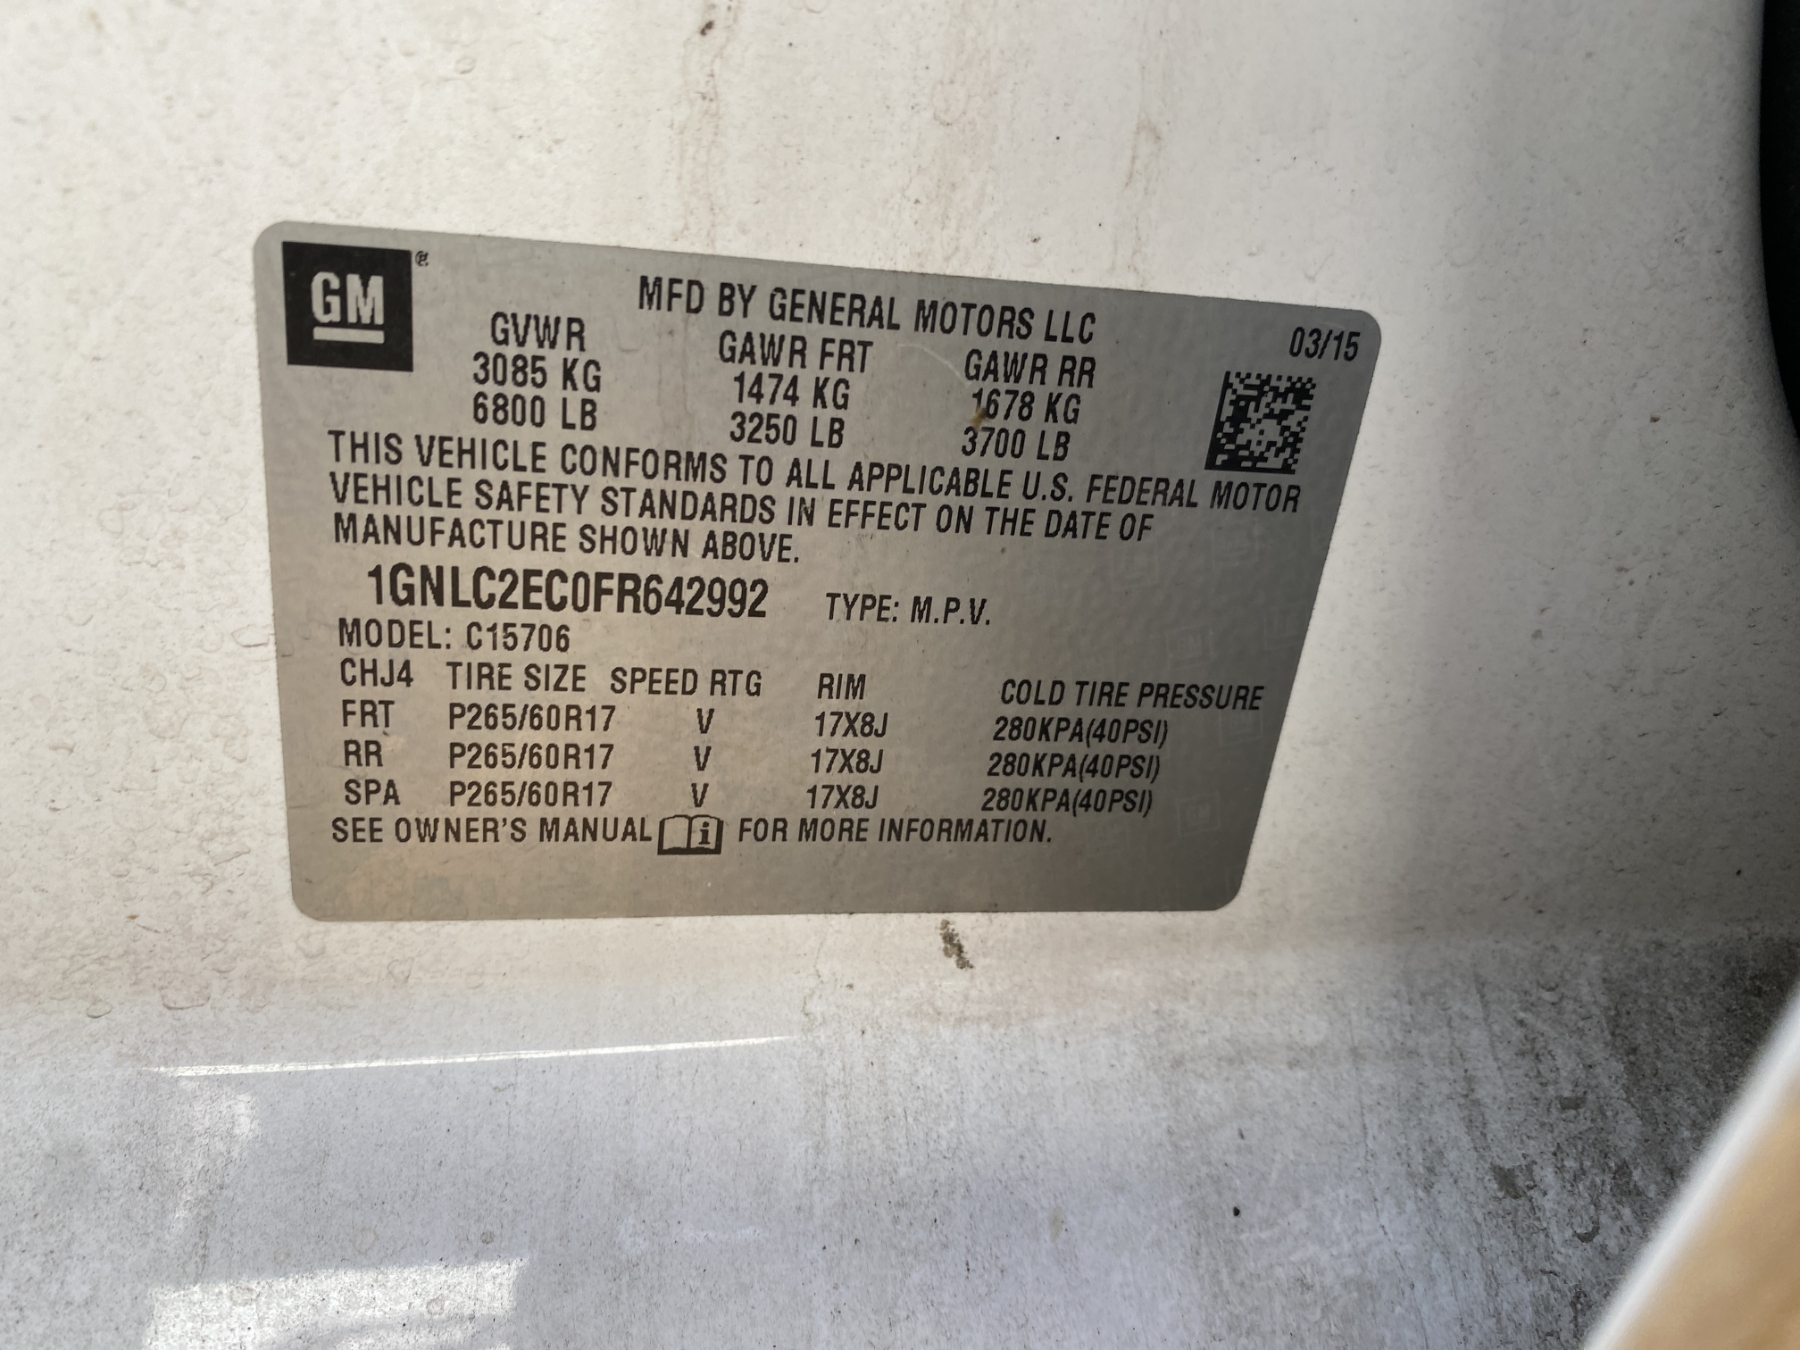 GM®
MFD BY GENERAL MOTORS LLC
03/15
GVWR GAWR FRT GAWR RR
3085 KG 1474 KG 1678 KG
6800 LB 3250 LB 3700 LB
THIS VEHICLE CONFORMS TO ALL APPLICABLE U.S. FEDERAL MOTOR
VEHICLE SAFETY STANDARDS IN EFFECT ON THE DATE OF
MANUFACTURE SHOWN ABOVE.
1GNLC2EC0FR642992 TYPE: M.P.V.
MODEL: C15706
CHJ4 TIRE SIZE SPEED RTG RIM COLD TIRE PRESSURE
FRT P265/60R17 V 17X8J 280KPA(40PSI)
RR P265/60R17 V 17X8J 280KPA(40PSI)
SPA P265/60R17 V 17X8J 280KPA(40PSI)
SEE OWNER'S MANUAL i FOR MORE INFORMATION.